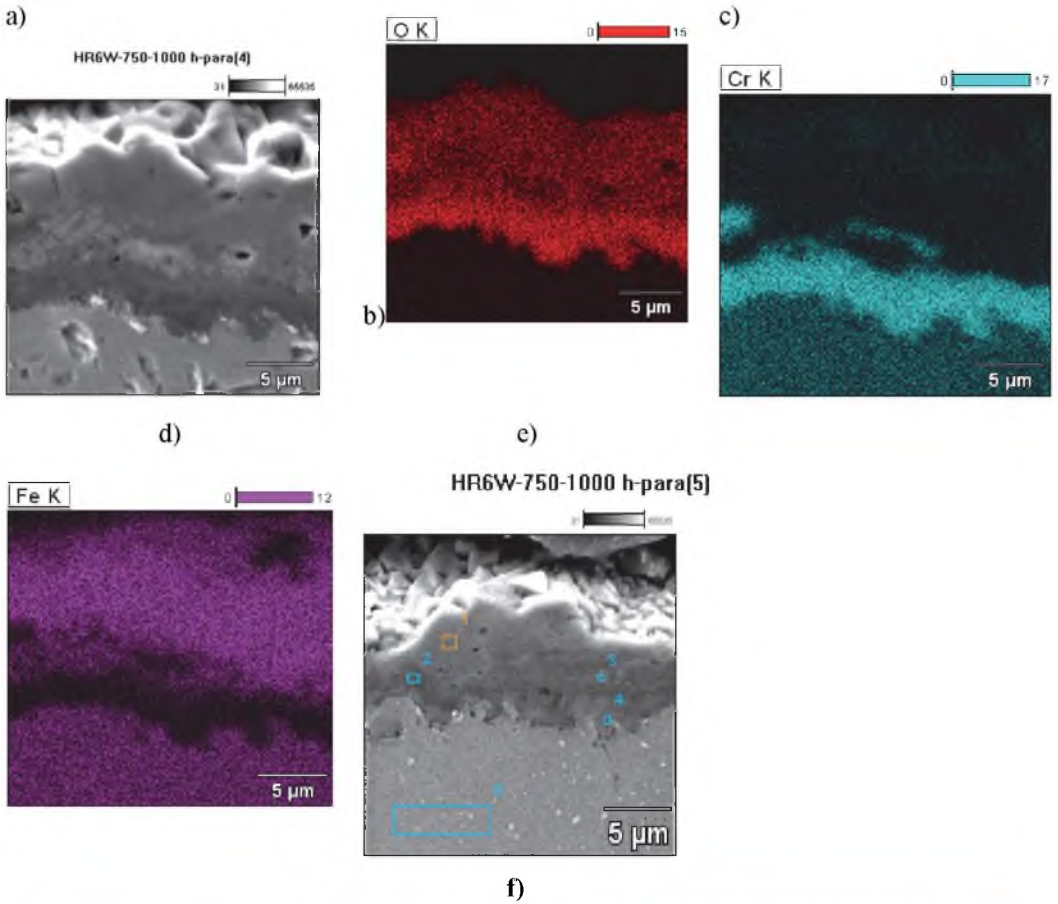 a)
HR6W-750-1000 h-para(4)
31 65535
5 µm
O K
0 15
5 µm
b)
c)
Cr K
0 17
5 µm
d)
e)
Fe K
0 12
5 µm
HR6W-750-1000 h-para(5)
1
2
3
4
5 µm
f)